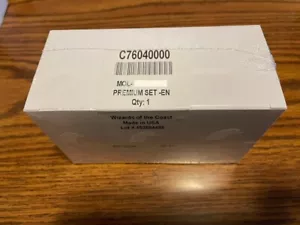 C76040000
PREMIUM SET -EN
Qty: 1
Wizards of the Coast
Made in USA